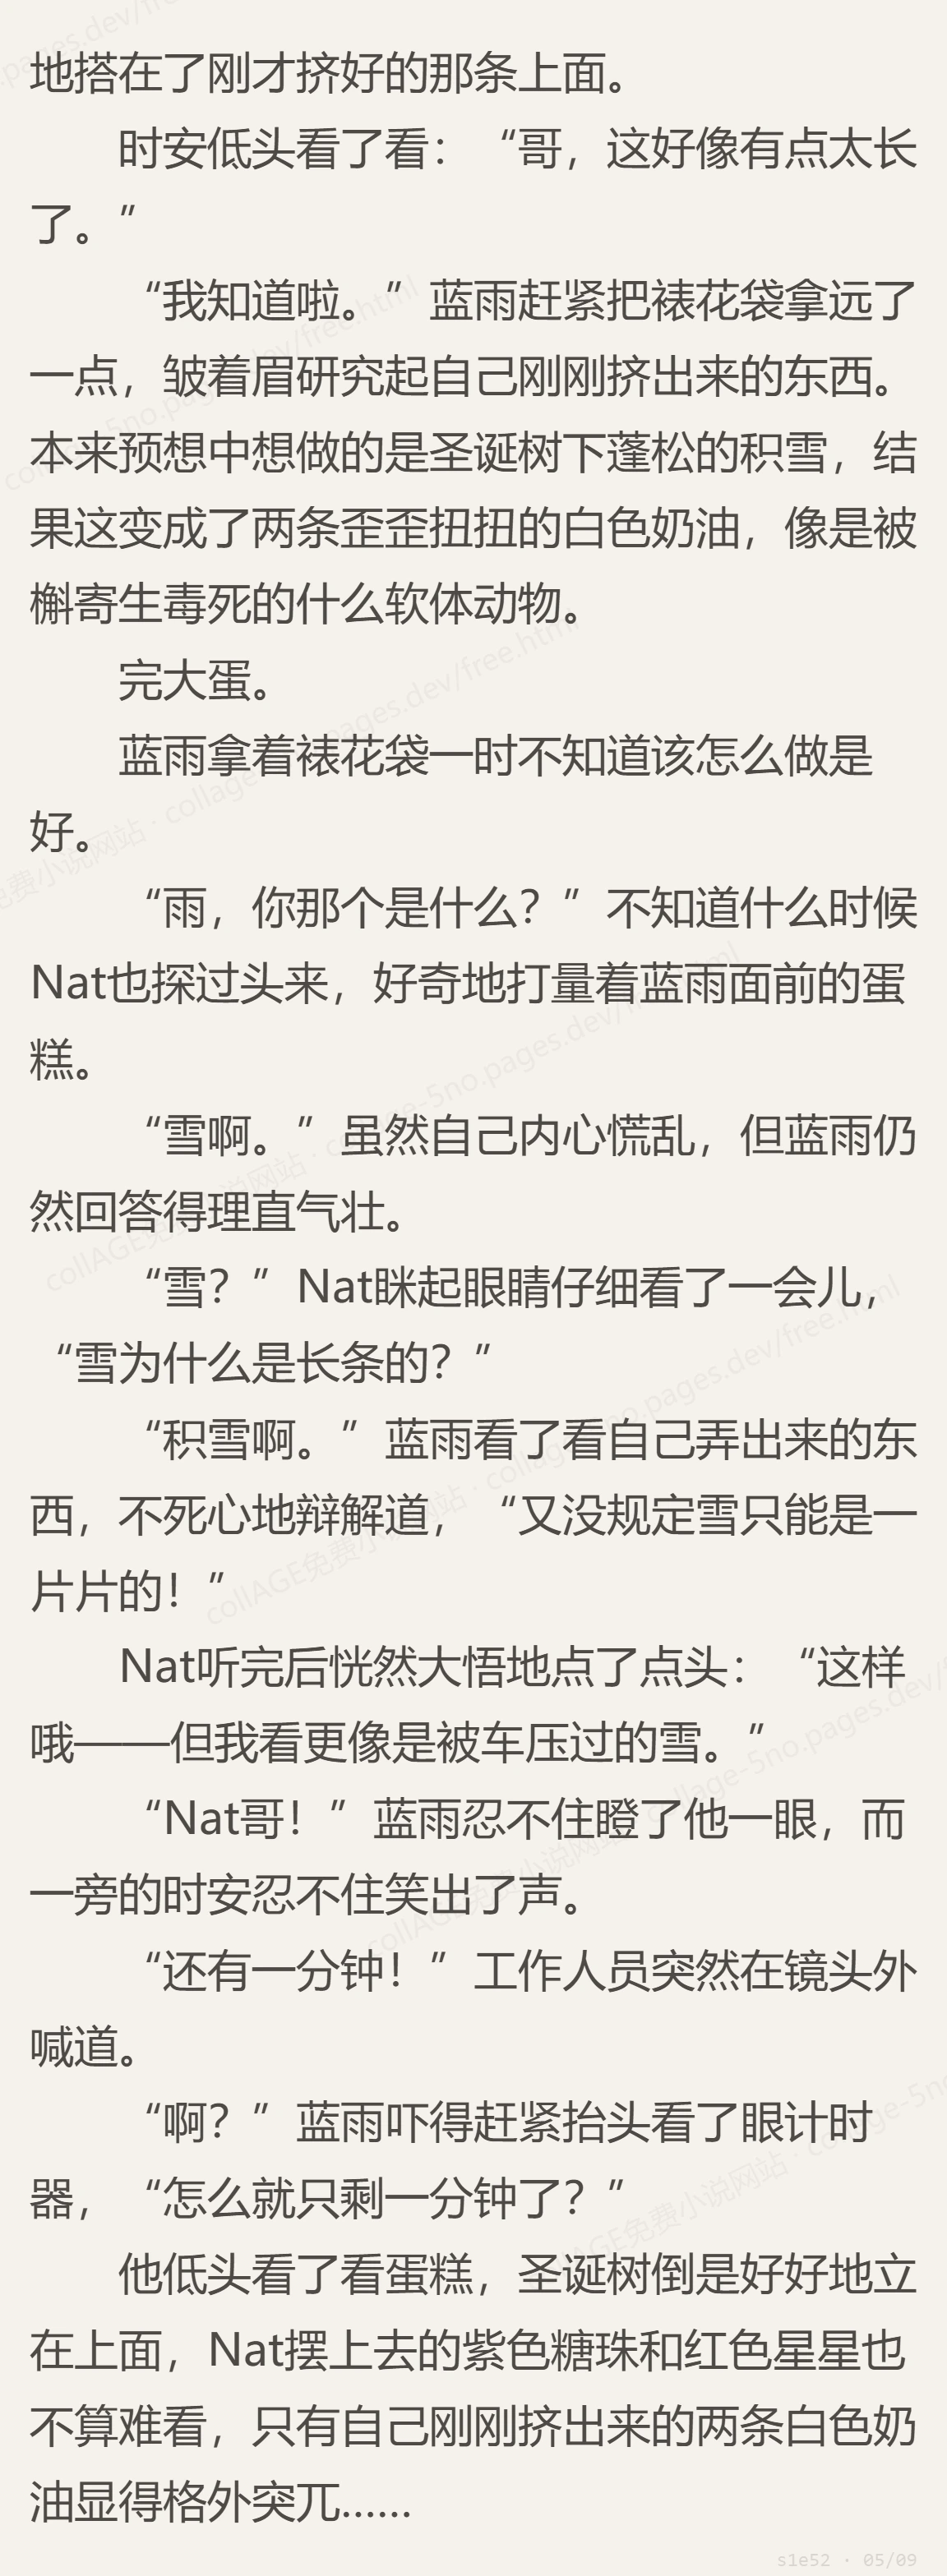 地搭在了刚才挤好的那条上面。
时安低头看了看：“哥，这好像有点太长
了。”
“我知道啦。”蓝雨赶紧把裱花袋拿远了
一点，皱着眉研究起自己刚刚挤出来的东西。
本来预想中想做的是圣诞树下蓬松的积雪，结
果这变成了两条歪歪扭扭的白色奶油，像是被
槲寄生毒死的什么软体动物。
完大蛋。
蓝雨拿着裱花袋一时不知道该怎么做是
好。
“雨，你那个是什么？”不知道什么时候
Nat也探过头来，好奇地打量着蓝雨面前的蛋
糕。
“雪啊。”虽然自己内心慌乱，但蓝雨仍
然回答得理直气壮。
“雪？”Nat眯起眼睛仔细看了一会儿，
“雪为什么是长条的？”
“积雪啊。”蓝雨看了看自己弄出来的东
西，不死心地辩解道，“又没规定雪只能是一
片片的！”
Nat听完后恍然大悟地点了点头：“这样
哦——但我看更像是被车压过的雪。”
“Nat哥！”蓝雨忍不住瞪了他一眼，而
一旁的时安忍不住笑出了声。
“还有一分钟！”工作人员突然在镜头外
喊道。
“啊？”蓝雨吓得赶紧抬头看了眼计时
器，“怎么就只剩一分钟了？”
他低头看了看蛋糕，圣诞树倒是好好地立
在上面，Nat摆上去的紫色糖珠和红色星星也
不算难看，只有自己刚刚挤出来的两条白色奶
油显得格外突兀……
s1e52 · 05/09
collAGE免费小说网站 · collage-5no.pages.dev/free.html